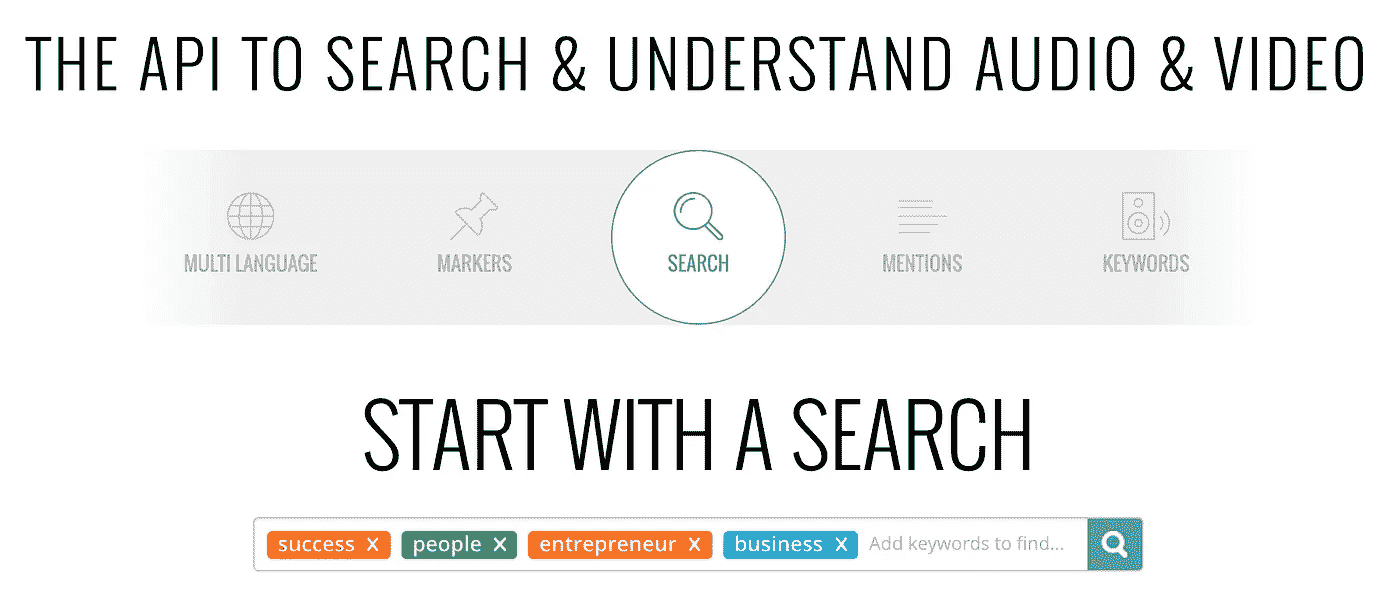 THE API TO SEARCH & UNDERSTAND AUDIO & VIDEO
MULTI LANGUAGE MARKERS SEARCH MENTIONS KEYWORDS
START WITH A SEARCH
success X people X entrepreneur X business X Add keywords to find...